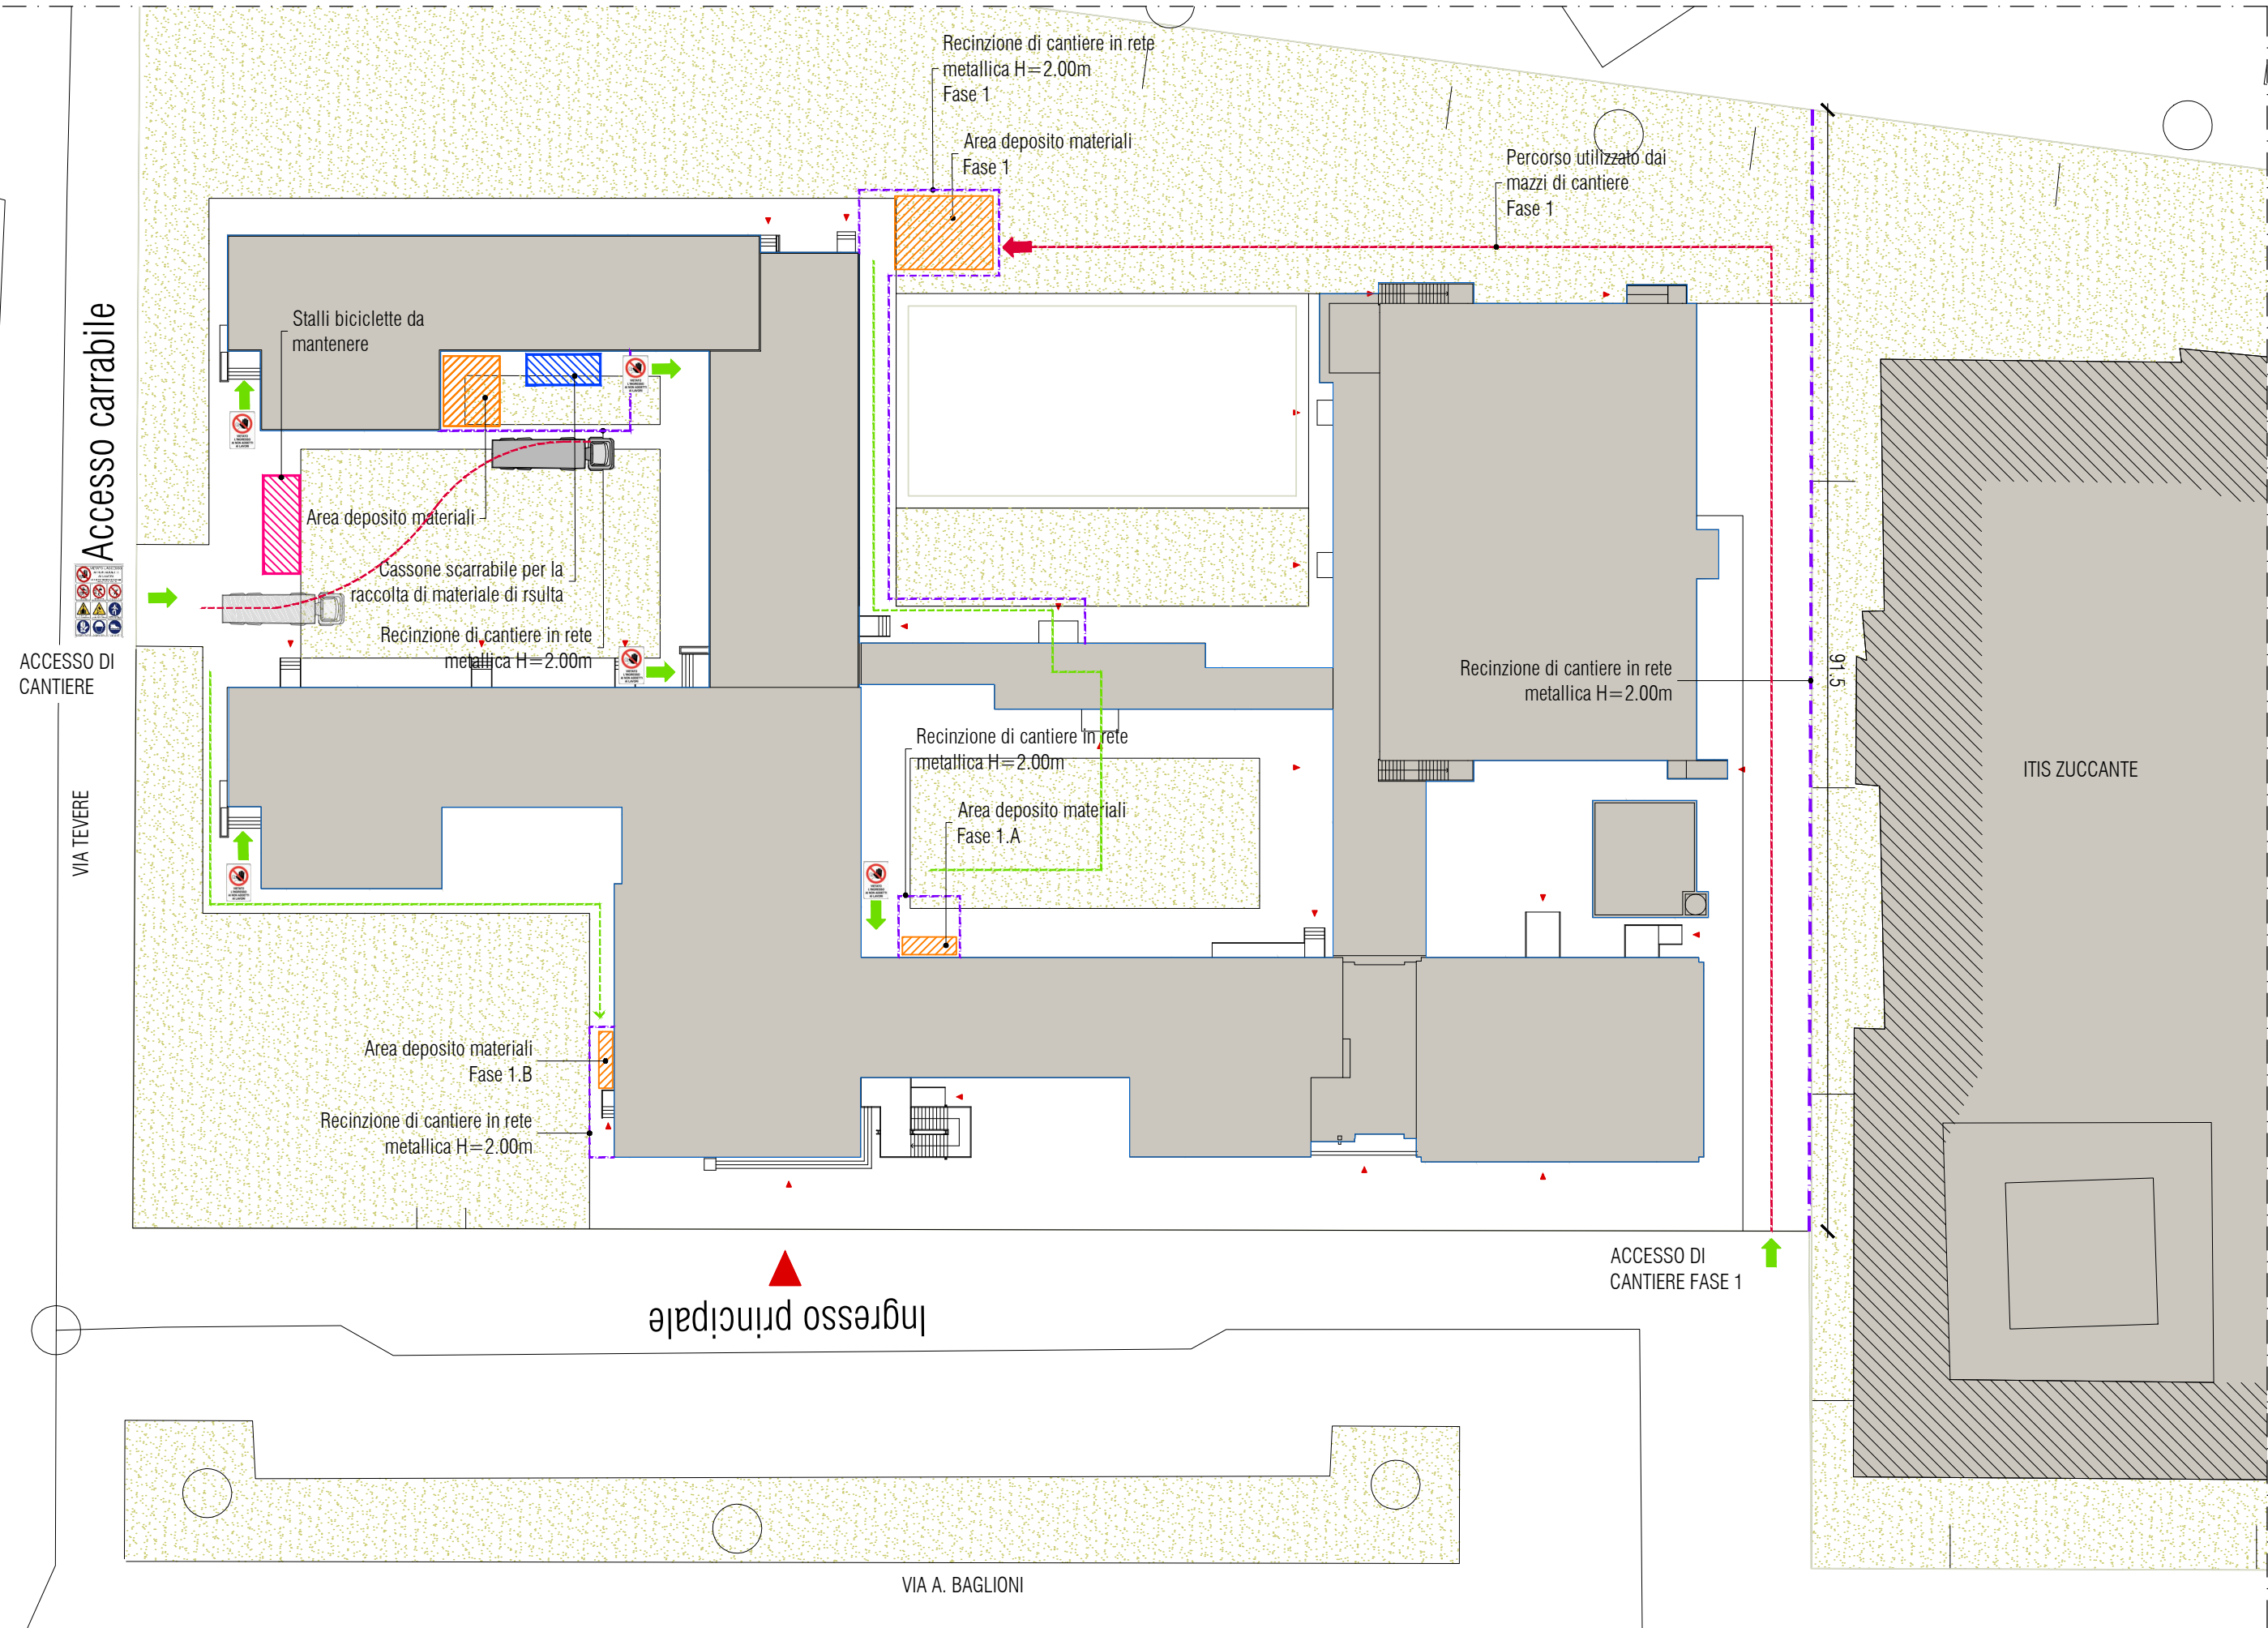 Recinzione di cantiere in rete
metallica H=2.00m
Fase 1
Area deposito materiali
Fase 1
Percorso utilizzato dai
mazzi di cantiere
Fase 1
Accesso carrabile
Stalli biciclette da
mantenere
Area deposito materiali
Cassone scarrabile per la
raccolta di materiale di rsulta
Recinzione di cantiere in rete
metallica H=2.00m
ACCESSO DI
CANTIERE
Recinzione di cantiere in rete
metallica H=2.00m
91,5
Recinzione di cantiere in rete
metallica H=2.00m
ITIS ZUCCANTE
VIA TEVERE
Area deposito materiali
Fase 1.A
Area deposito materiali
Fase 1.B
Recinzione di cantiere in rete
metallica H=2.00m
ACCESSO DI
CANTIERE FASE 1
Ingresso principale
VIA A. BAGLIONI